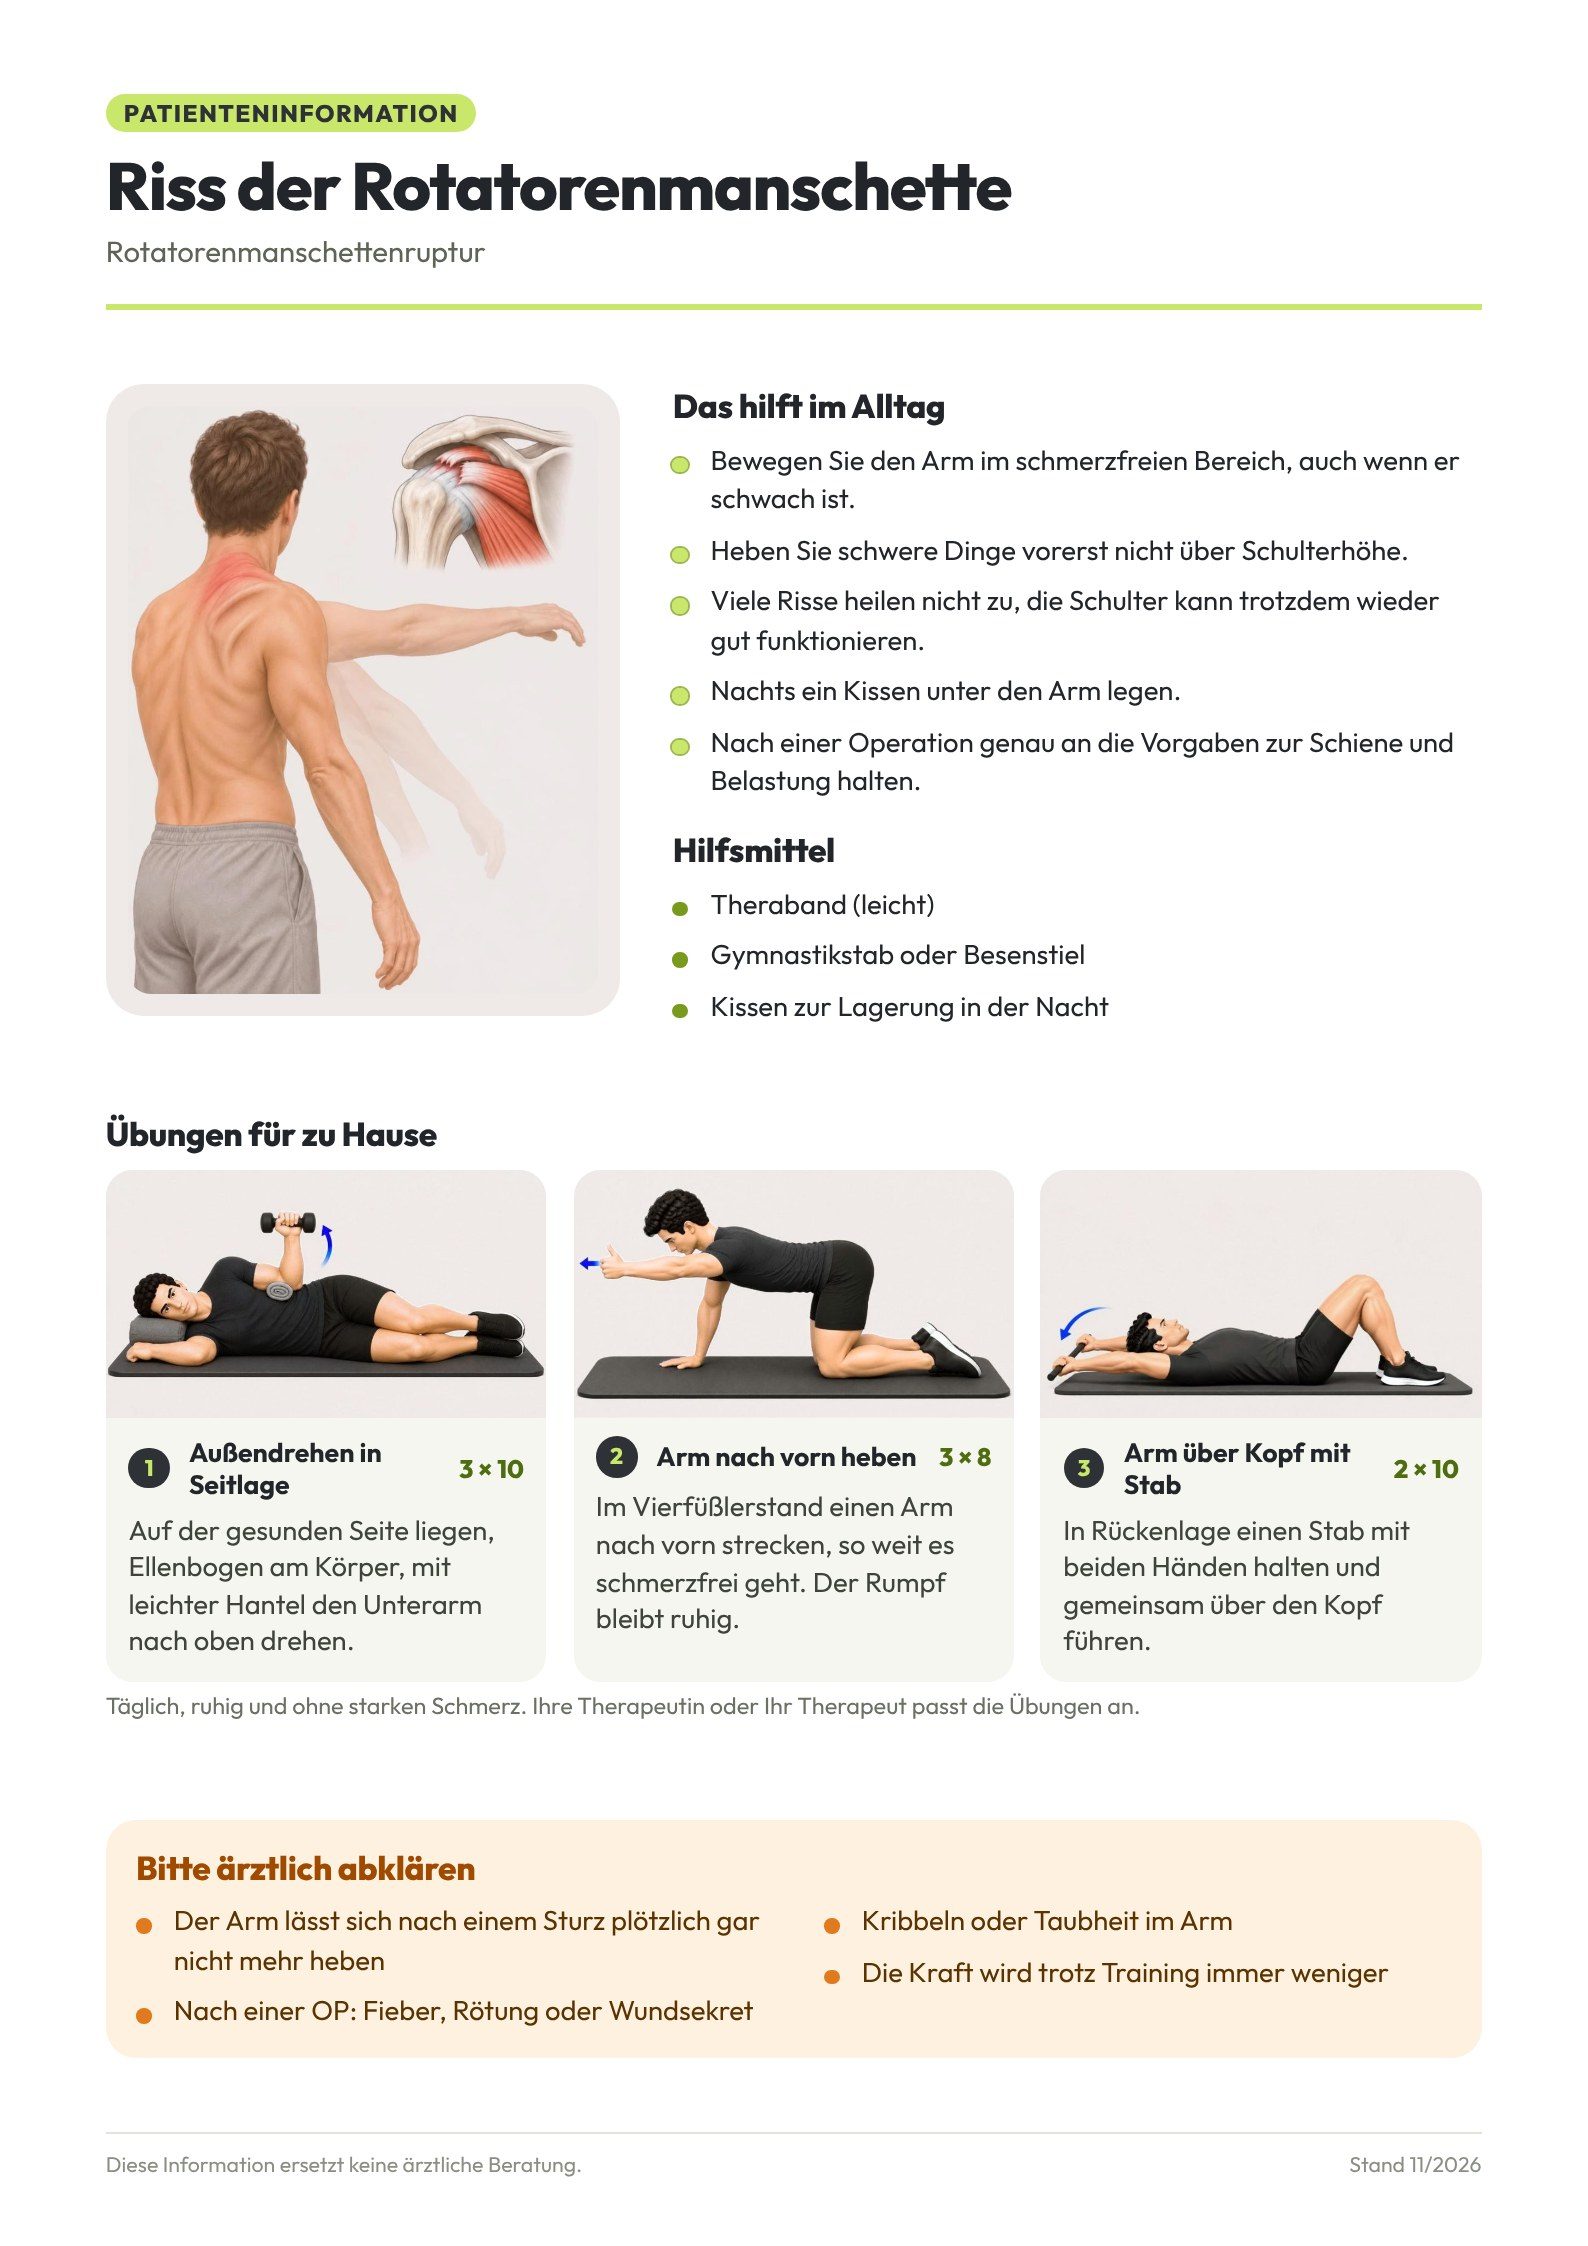 PATIENTENINFORMATION
Riss der Rotatorenmanschette
Rotatorenmanschettenruptur
Das hilft im Alltag
Bewegen Sie den Arm im schmerzfreien Bereich, auch wenn er
schwach ist.
Heben Sie schwere Dinge vorerst nicht über Schulterhöhe.
Viele Risse heilen nicht zu, die Schulter kann trotzdem wieder
gut funktionieren.
Nachts ein Kissen unter den Arm legen.
Nach einer Operation genau an die Vorgaben zur Schiene und
Belastung halten.
Hilfsmittel
Theraband (leicht)
Gymnastikstab oder Besenstiel
Kissen zur Lagerung in der Nacht
Übungen für zu Hause
1 Außendrehen in
Seitlage
3 × 10
Auf der gesunden Seite liegen,
Ellenbogen am Körper, mit
leichter Hantel den Unterarm
nach oben drehen.
2 Arm nach vorn heben 3 × 8
Im Vierfüßlerstand einen Arm
nach vorn strecken, so weit es
schmerzfrei geht. Der Rumpf
bleibt ruhig.
3 Arm über Kopf mit
Stab
2 × 10
In Rückenlage einen Stab mit
beiden Händen halten und
gemeinsam über den Kopf
führen.
Täglich, ruhig und ohne starken Schmerz. Ihre Therapeutin oder Ihr Therapeut passt die Übungen an.
Bitte ärztlich abklären
Der Arm lässt sich nach einem Sturz plötzlich gar
nicht mehr heben
Nach einer OP: Fieber, Rötung oder Wundsekret
Kribbeln oder Taubheit im Arm
Die Kraft wird trotz Training immer weniger
Diese Information ersetzt keine ärztliche Beratung.
Stand 11/2026